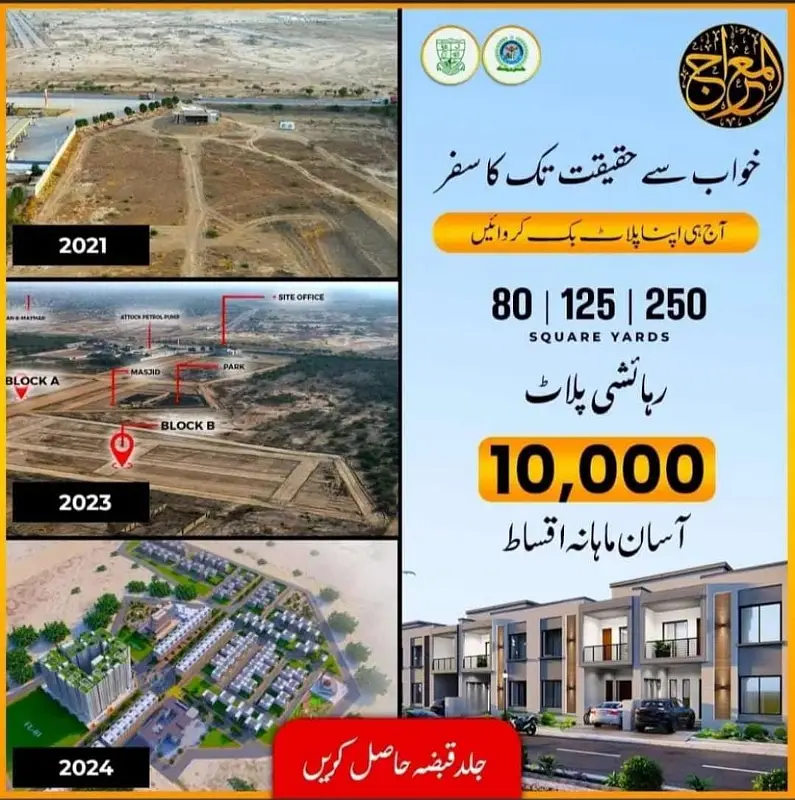 2021
SITE OFFICE
ATTOCK PETROL PUMP
MASJID
PARK
BLOCK A
BLOCK B
2023
2024
المعراج
خواب سے حقیقت تک کا سفر
آج ہی اپنا پلاٹ بک کروائیں
80 | 125 | 250
SQUARE YARDS
رہائشی پلاٹ
10,000
آسان ماہانہ اقساط
جلد قبضہ حاصل کریں